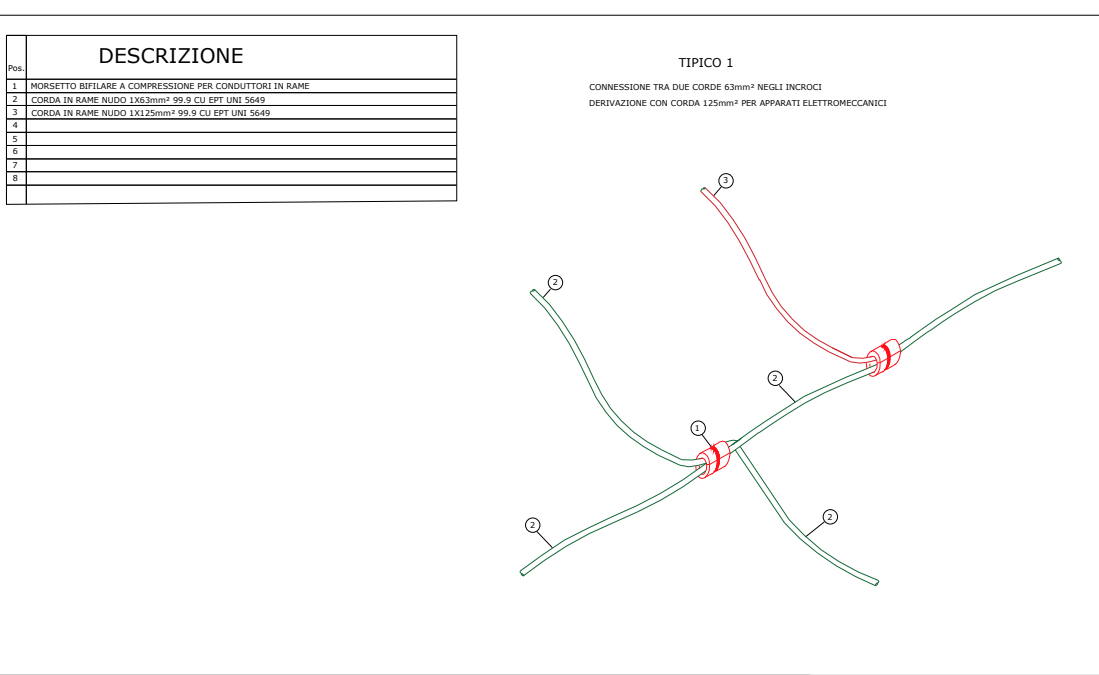 DESCRIZIONE
Pos.
1 MORSETTO BIFILARE A COMPRESSIONE PER CONDUTTORI IN RAME
2 CORDA IN RAME NUDO 1X63mm² 99.9 CU EPT UNI 5649
3 CORDA IN RAME NUDO 1X125mm² 99.9 CU EPT UNI 5649
4
5
6
7
8
TIPICO 1
CONNESSIONE TRA DUE CORDE 63mm² NEGLI INCROCI
DERIVAZIONE CON CORDA 125mm² PER APPARATI ELETTROMECCANICI
3
2
2
1
2
2